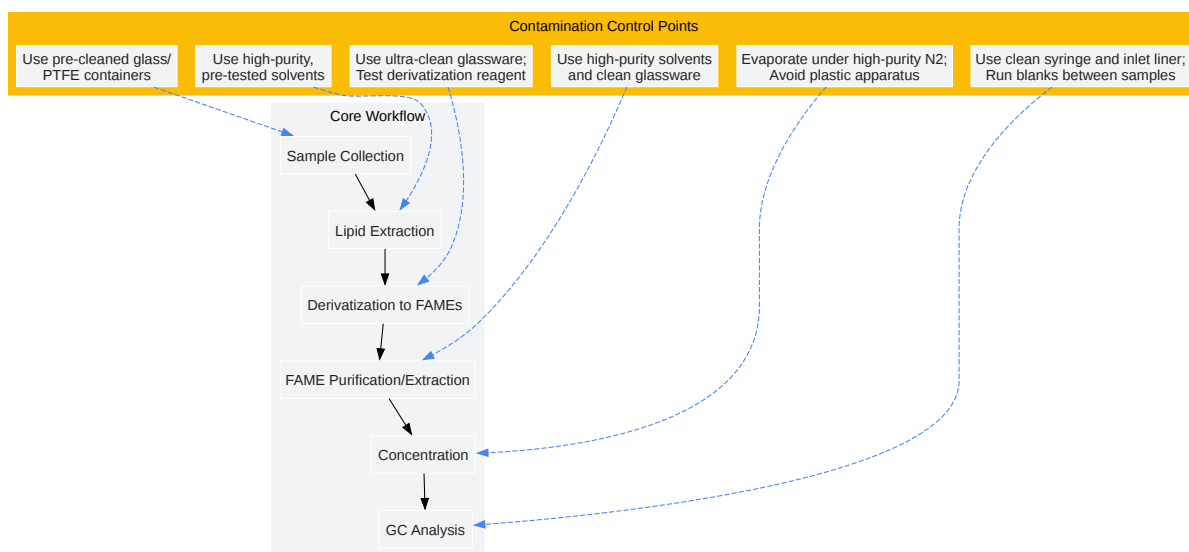 Contamination Control Points
Use pre-cleaned glass/
PTFE containers
Use high-purity,
pre-tested solvents
Use ultra-clean glassware;
Test derivatization reagent
Use high-purity solvents
and clean glassware
Evaporate under high-purity N2;
Avoid plastic apparatus
Use clean syringe and inlet liner;
Run blanks between samples
Core Workflow
Sample Collection
Lipid Extraction
Derivatization to FAMEs
FAME Purification/Extraction
Concentration
GC Analysis